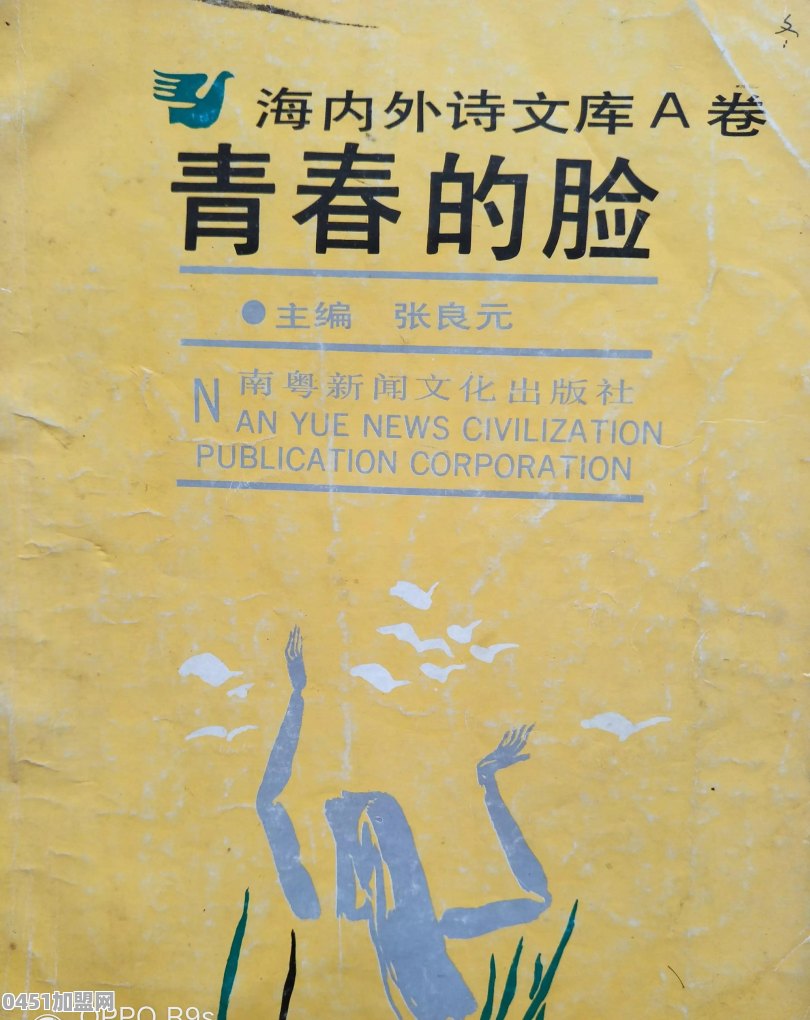 海内外诗文库A卷
青春的脸
主编 张良元
南粤新闻文化出版社
NAN YUE NEWS CIVILIZATION
PUBLICATION CORPORATION
0451加盟网
OPPO R9s